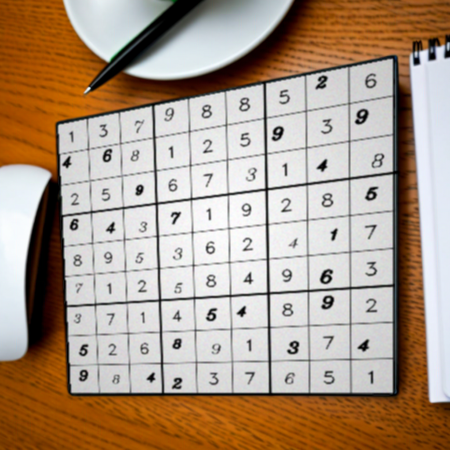 1 3 7 9 8 8 5 2 6
4 6 8 1 2 5 9 3 9
2 5 9 6 7 3 1 4 8
6 4 3 7 1 9 2 8 5
8 9 5 3 6 2 4 1 7
7 1 2 5 8 4 9 6 3
3 7 1 4 5 4 8 9 2
5 2 6 8 9 1 3 7 4
9 8 4 2 3 7 6 5 1